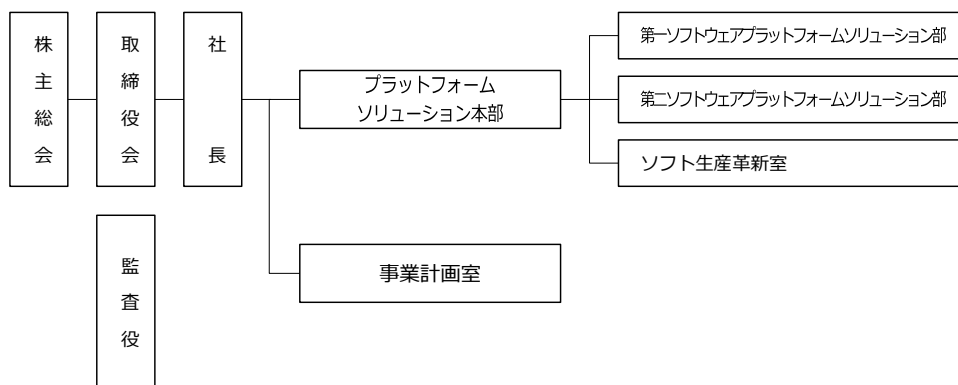 株主総会
取締役会
社長
プラットフォーム
ソリューション本部
第一ソフトウェアプラットフォームソリューション部
第二ソフトウェアプラットフォームソリューション部
ソフト生産革新室
事業計画室
監査役